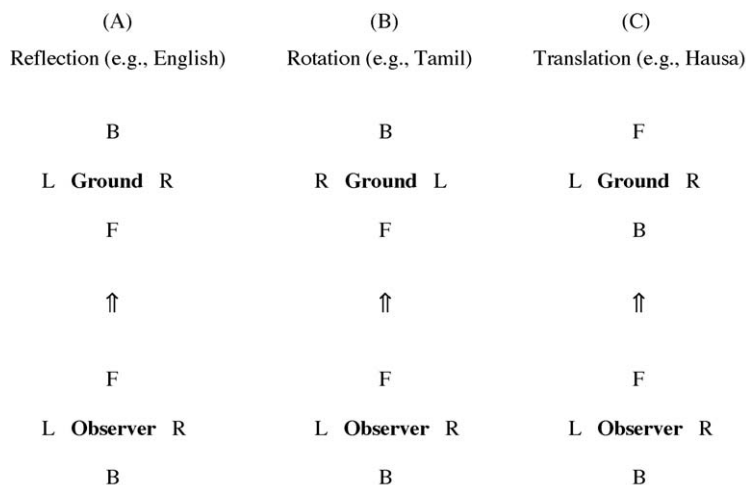 (A) (B) (C)
Reflection (e.g., English) Rotation (e.g., Tamil) Translation (e.g., Hausa)
B B F
L Ground R R Ground L L Ground R
F F B
⇑ ⇑ ⇑
F F F
L Observer R L Observer R L Observer R
B B B